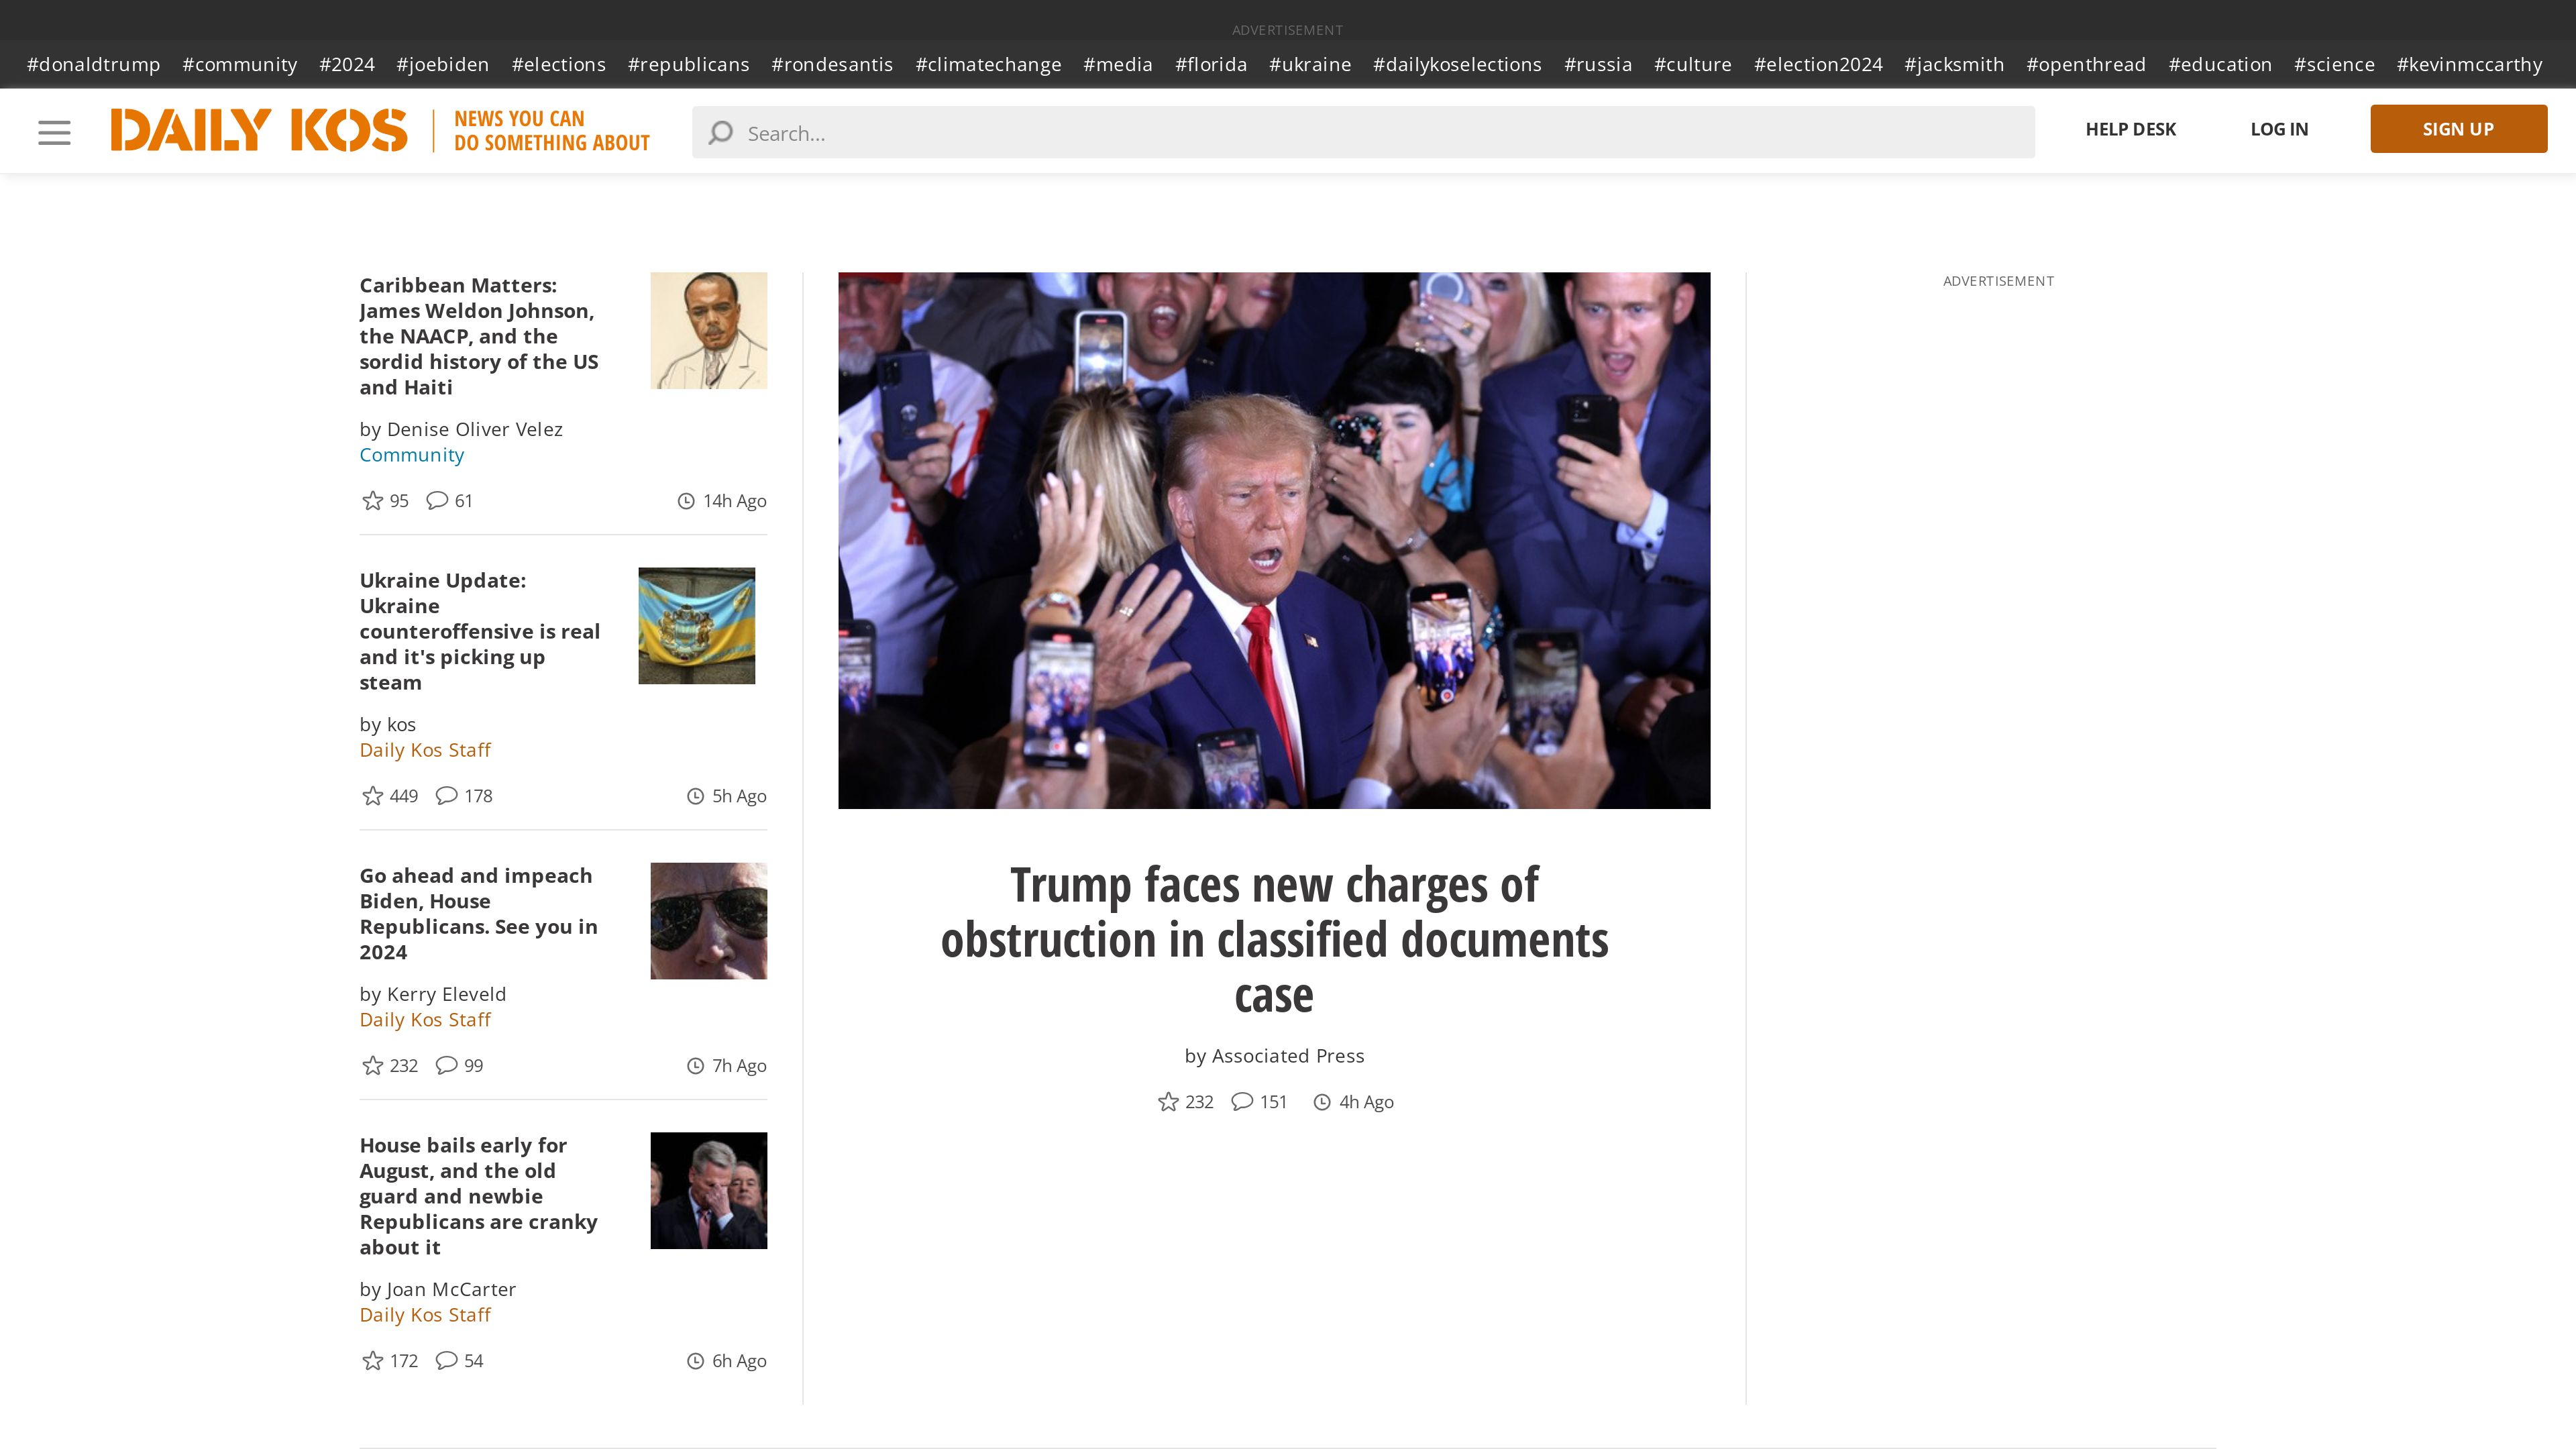 ADVERTISEMENT
#donaldtrump #community #2024 #joebiden #elections #republicans #rondesantis #climatechange #media #florida #ukraine #dailykoselections #russia #culture #election2024 #jacksmith #openthread #education #science #kevinmccarthy
DAILY KOS
NEWS YOU CAN
DO SOMETHING ABOUT
Search...
HELP DESK
LOG IN
SIGN UP
Caribbean Matters:
James Weldon Johnson,
the NAACP, and the
sordid history of the US
and Haiti
by Denise Oliver Velez
Community
95 61 14h Ago
Ukraine Update:
Ukraine
counteroffensive is real
and it's picking up
steam
by kos
Daily Kos Staff
449 178 5h Ago
Go ahead and impeach
Biden, House
Republicans. See you in
2024
by Kerry Eleveld
Daily Kos Staff
232 99 7h Ago
House bails early for
August, and the old
guard and newbie
Republicans are cranky
about it
by Joan McCarter
Daily Kos Staff
172 54 6h Ago
Trump faces new charges of
obstruction in classified documents
case
by Associated Press
232 151 4h Ago
ADVERTISEMENT